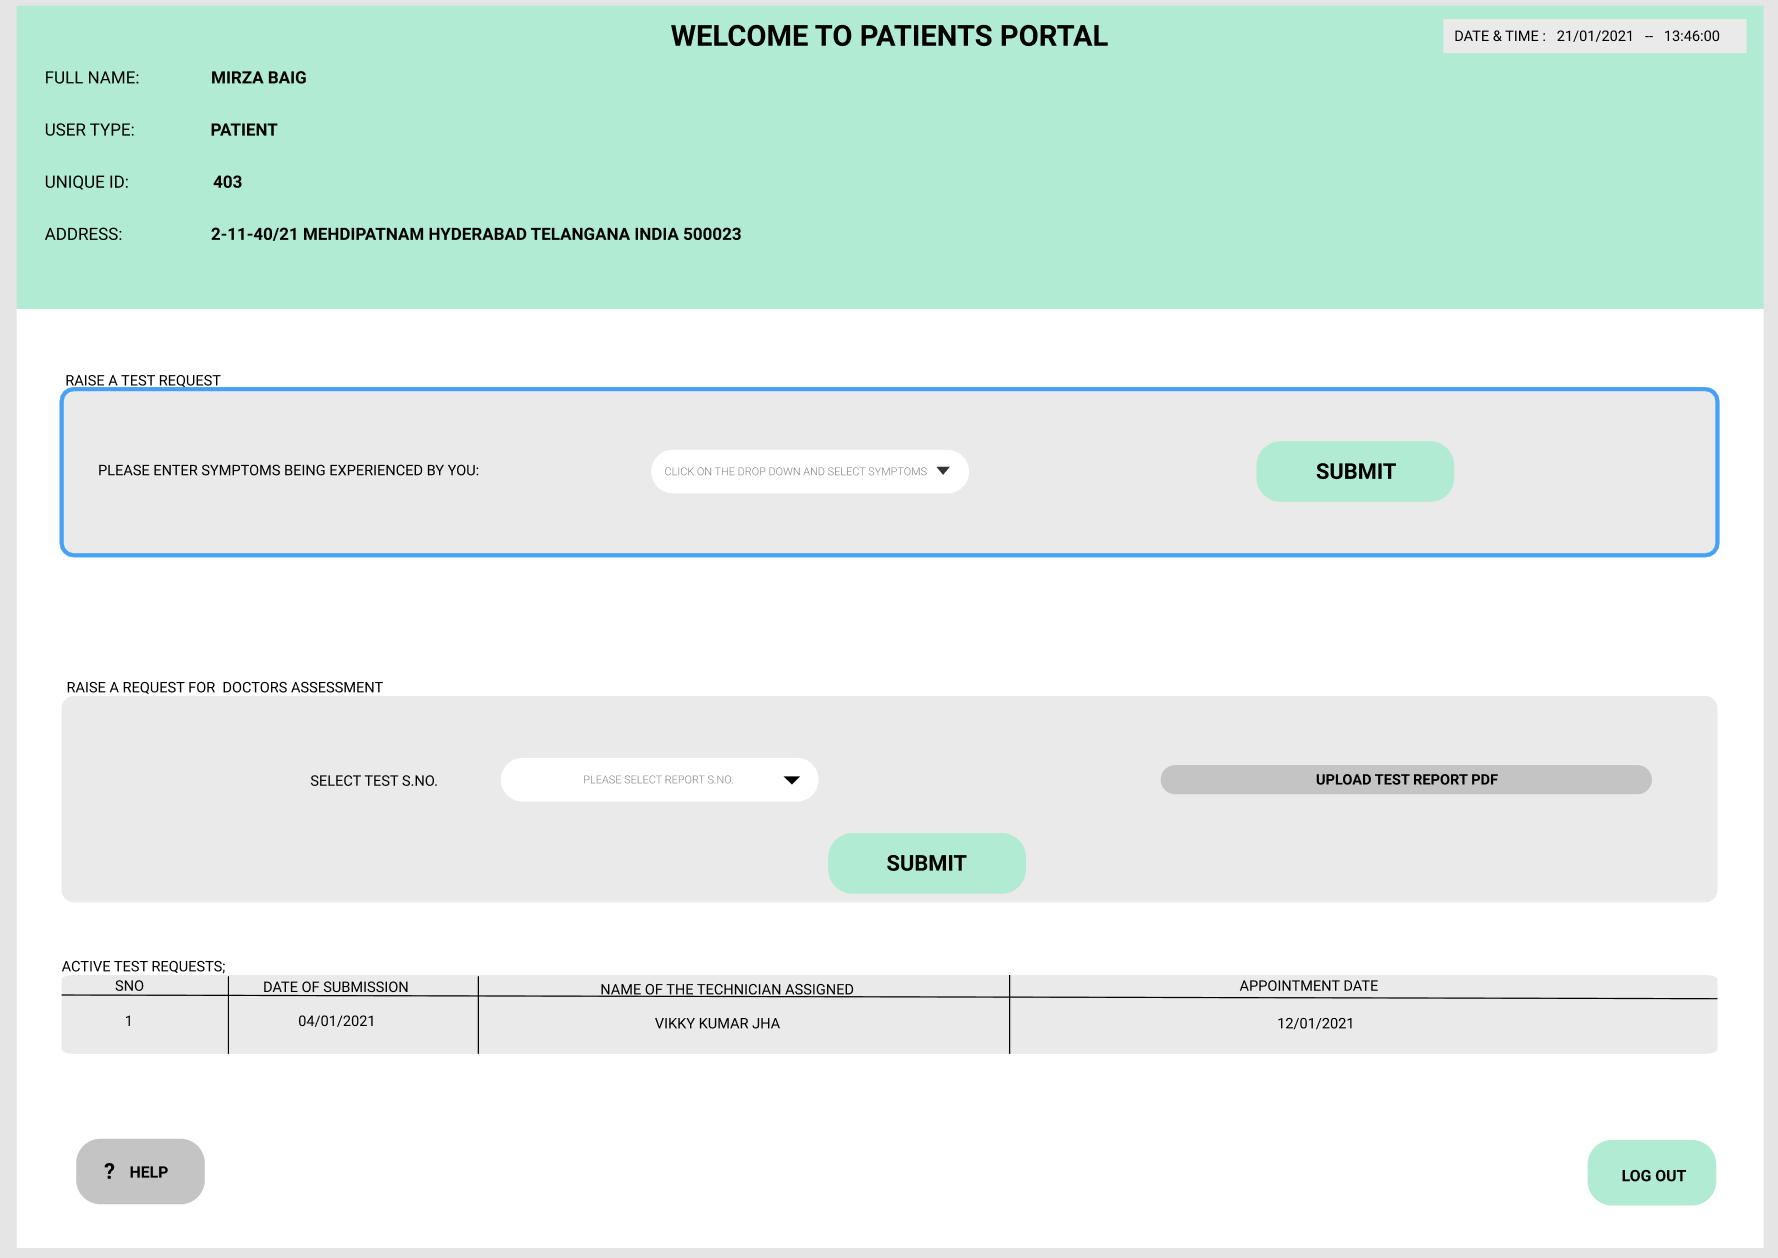 WELCOME TO PATIENTS PORTAL
DATE & TIME : 21/01/2021 -- 13:46:00
FULL NAME: MIRZA BAIG
USER TYPE: PATIENT
UNIQUE ID: 403
ADDRESS: 2-11-40/21 MEHDIPATNAM HYDERABAD TELANGANA INDIA 500023
RAISE A TEST REQUEST
PLEASE ENTER SYMPTOMS BEING EXPERIENCED BY YOU: CLICK ON THE DROP DOWN AND SELECT SYMPTOMS SUBMIT
RAISE A REQUEST FOR DOCTORS ASSESSMENT
SELECT TEST S.NO. PLEASE SELECT REPORT S.NO. UPLOAD TEST REPORT PDF
SUBMIT
ACTIVE TEST REQUESTS;
SNO DATE OF SUBMISSION NAME OF THE TECHNICIAN ASSIGNED APPOINTMENT DATE
1 04/01/2021 VIKKY KUMAR JHA 12/01/2021
? HELP LOG OUT